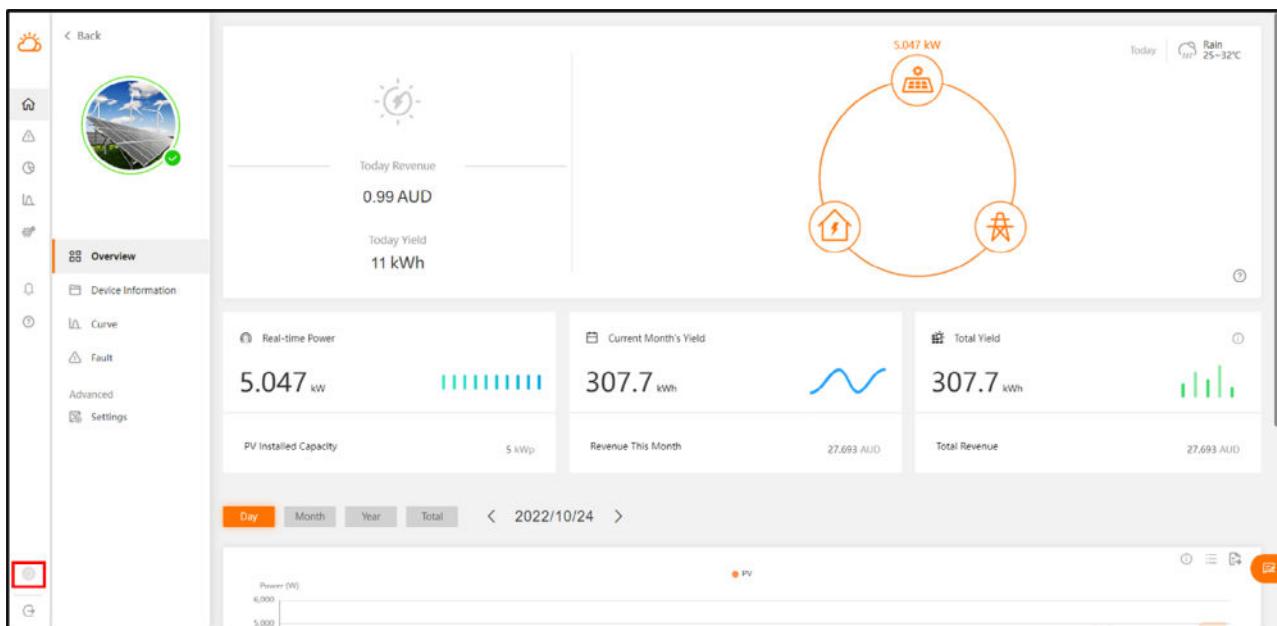 < Back
Overview
Device Information
Curve
Fault
Advanced
Settings
Today Revenue
0.99 AUD
Today Yield
11 kWh
5.047 kW
Today
Rain
25~32℃
Real-time Power
5.047 kW
PV Installed Capacity
5 kWp
Current Month's Yield
307.7 kWh
Revenue This Month
27.693 AUD
Total Yield
307.7 kWh
Total Revenue
27.693 AUD
Day
Month
Year
Total
< 2022/10/24 >
PV
Power (W)
6,000
5,000